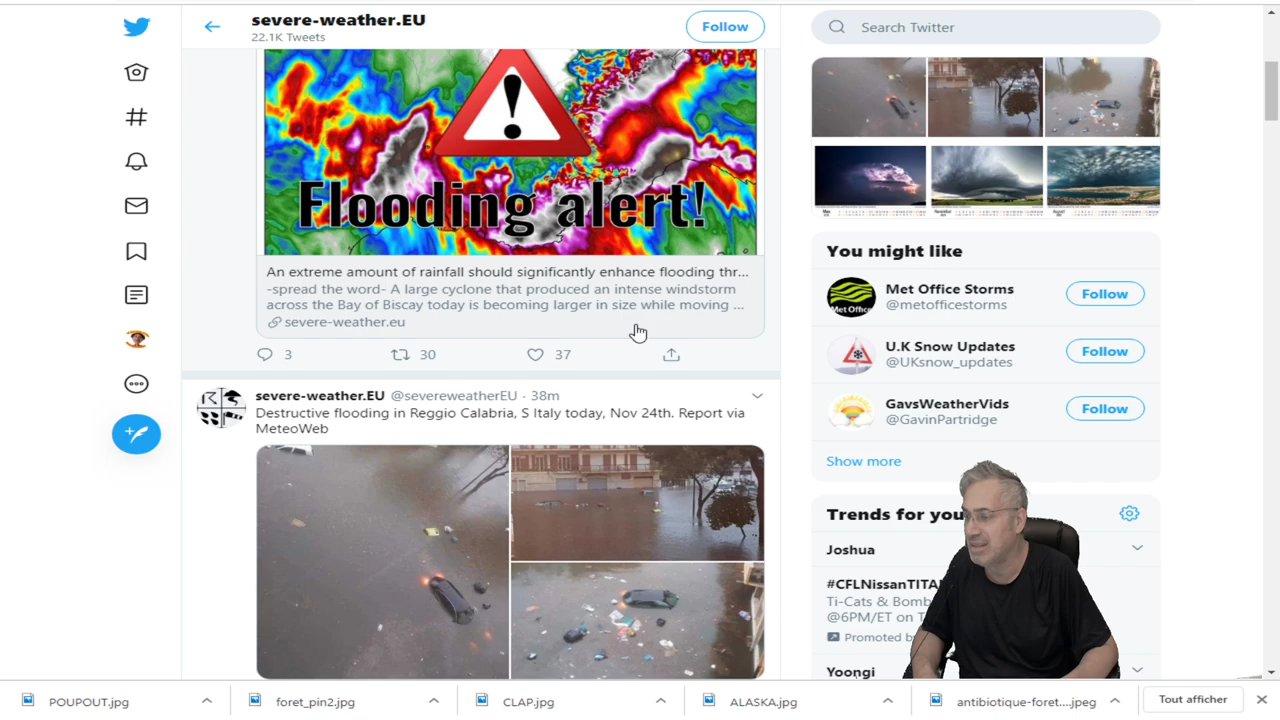 severe-weather.EU
22.1K Tweets
Follow
Flooding alert!
An extreme amount of rainfall should significantly enhance flooding thr...
-spread the word- A large cyclone that produced an intense windstorm
across the Bay of Biscay today is becoming larger in size while moving ...
severe-weather.eu
3
30
37
severe-weather.EU @severeweatherEU · 38m
Destructive flooding in Reggio Calabria, S Italy today, Nov 24th. Report via
MeteoWeb
Search Twitter
You might like
Met Office
Met Office Storms
@metofficestorms
Follow
U.K Snow Updates
@UKsnow_updates
Follow
GavsWeatherVids
@GavinPartridge
Follow
Show more
Trends for you
Joshua
#CFLNissanTITA
Ti-Cats & Bomb
@6PM/ET on T
Promoted b
Yoongi
POUPOUT.jpg
foret_pin2.jpg
CLAP.jpg
ALASKA.jpg
antibiotique-foret....jpeg
Tout afficher